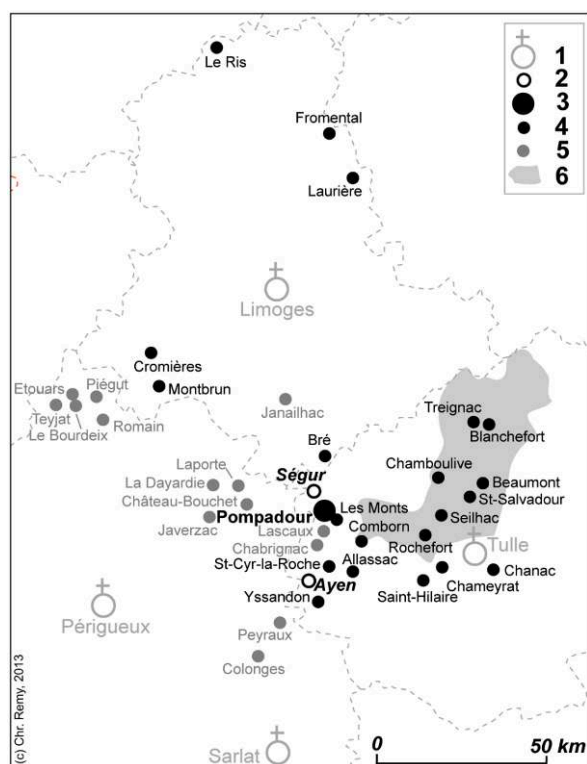 Le Ris
1
2
3
4
5
6
Fromental
Laurière
Limoges
Cromières
Etouars
Piégut
Montbrun
Janailhac
Teyjat
Le Bourdeix
Romain
Treignac
Blanchefort
Bré
Laporte
Ségur
Chamboulive
La Dayardie
Beaumont
Château-Bouchet
St-Salvadour
Les Monts
Pompadour
Javerzac
Seilhac
Comborn
Lascaux
Rochefort
Tulle
Chabrignac
St-Cyr-la-Roche
Allassac
Chanac
Ayen
Chameyrat
Saint-Hilaire
Yssandon
Périgueux
Peyraux
Colonges
(c) Chr. Remy, 2013
Sarlat
0
50 km